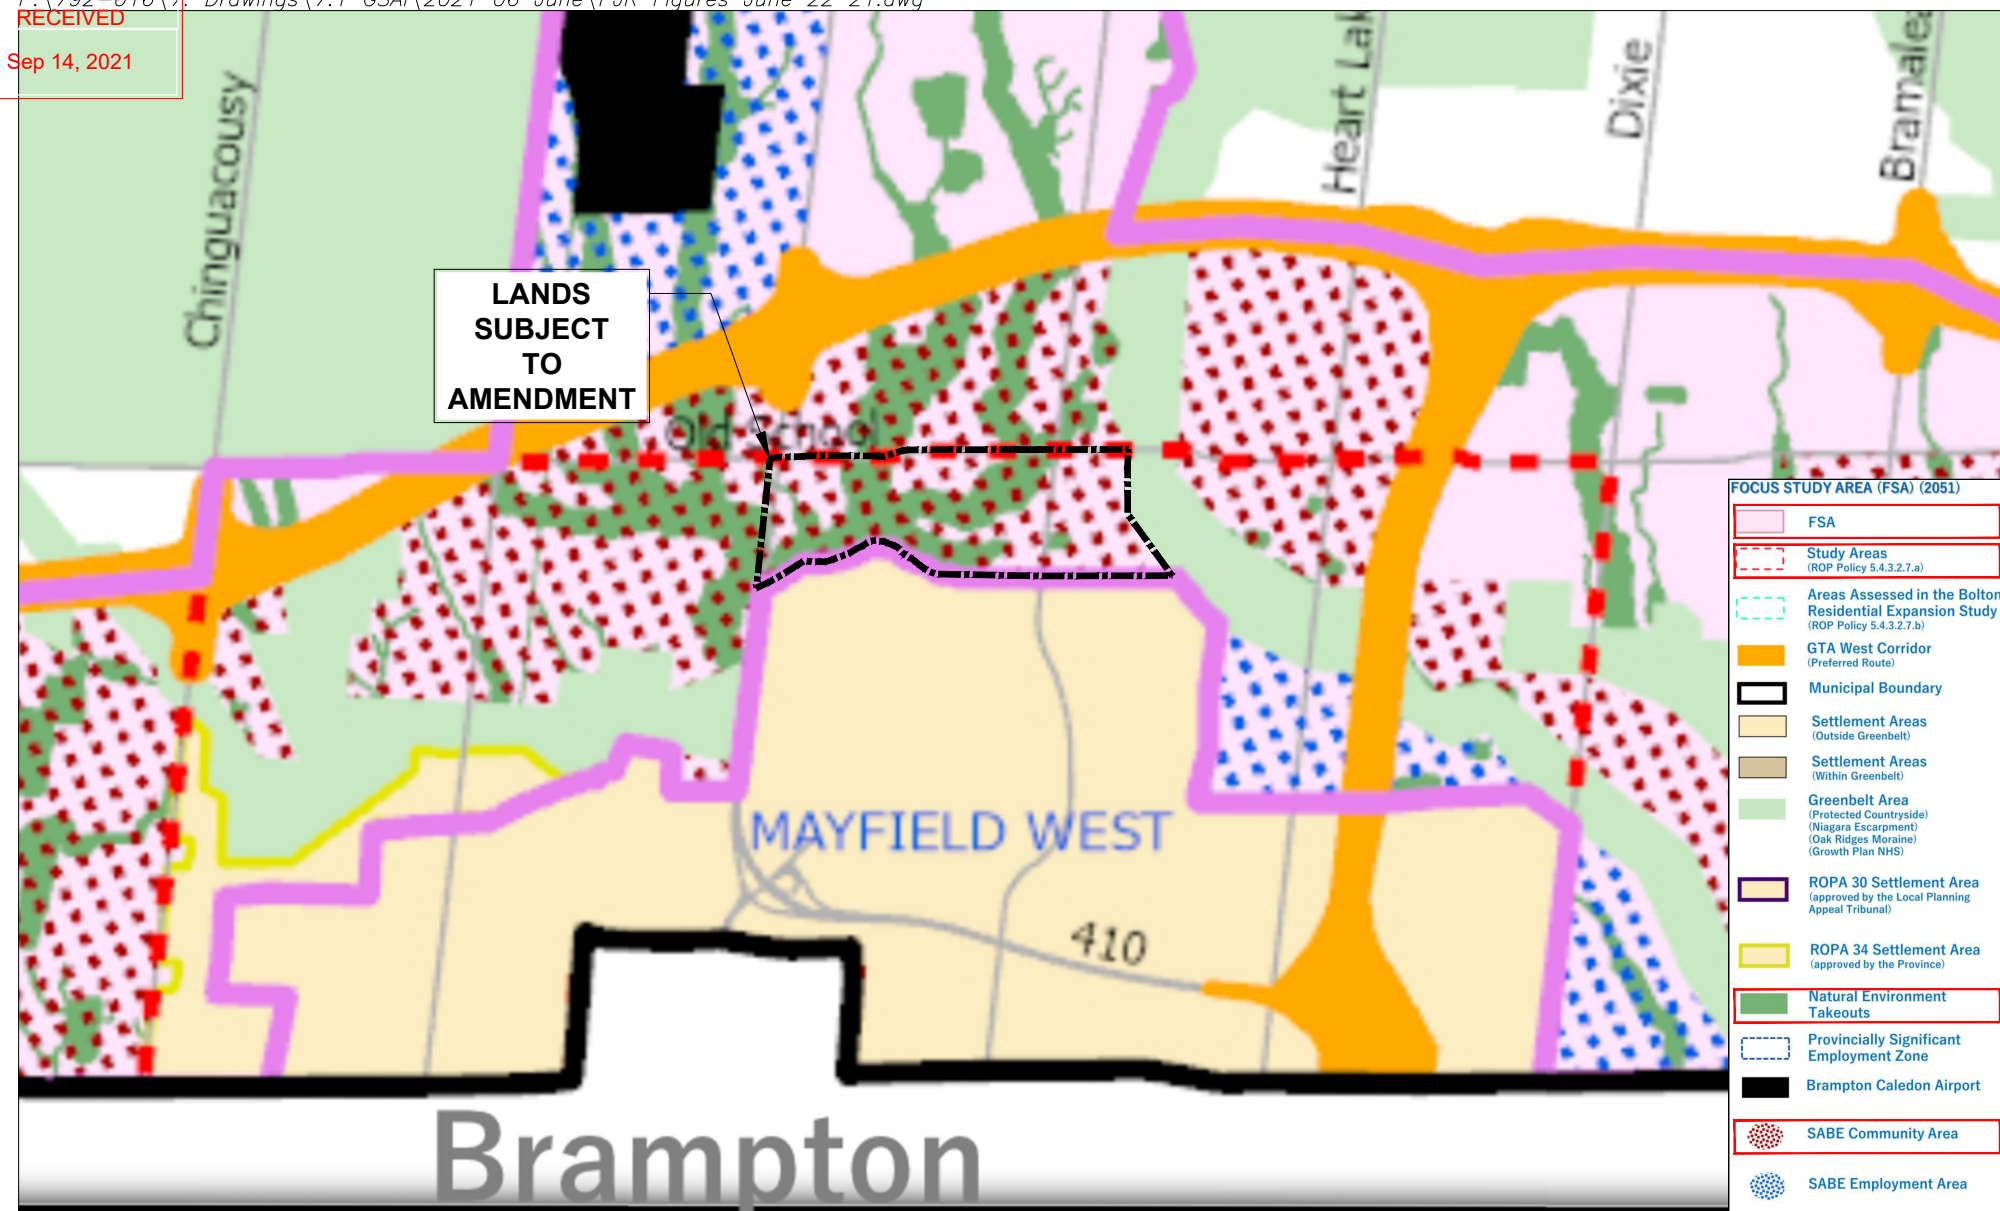 RECEIVED
Sep 14, 2021
Chinguacousy
Dixie
LANDS
SUBJECT
TO
AMENDMENT
Old School
MAYFIELD WEST
410
Brampton
FOCUS STUDY AREA (FSA) (2051)
FSA
Study Areas
(ROP Policy 5.4.3.2.7.a)
Areas Assessed in the Bolton
Residential Expansion Study
(ROP Policy 5.4.3.2.7.b)
GTA West Corridor
(Preferred Route)
Municipal Boundary
Settlement Areas
(Outside Greenbelt)
Settlement Areas
(Within Greenbelt)
Greenbelt Area
(Protected Countryside)
(Niagara Escarpment)
(Oak Ridges Moraine)
(Growth Plan NHS)
ROPA 30 Settlement Area
(approved by the Local Planning
Appeal Tribunal)
ROPA 34 Settlement Area
(approved by the Province)
Natural Environment
Takeouts
Provincially Significant
Employment Zone
Brampton Caledon Airport
SABE Community Area
SABE Employment Area
Heart Lak
Bramalea